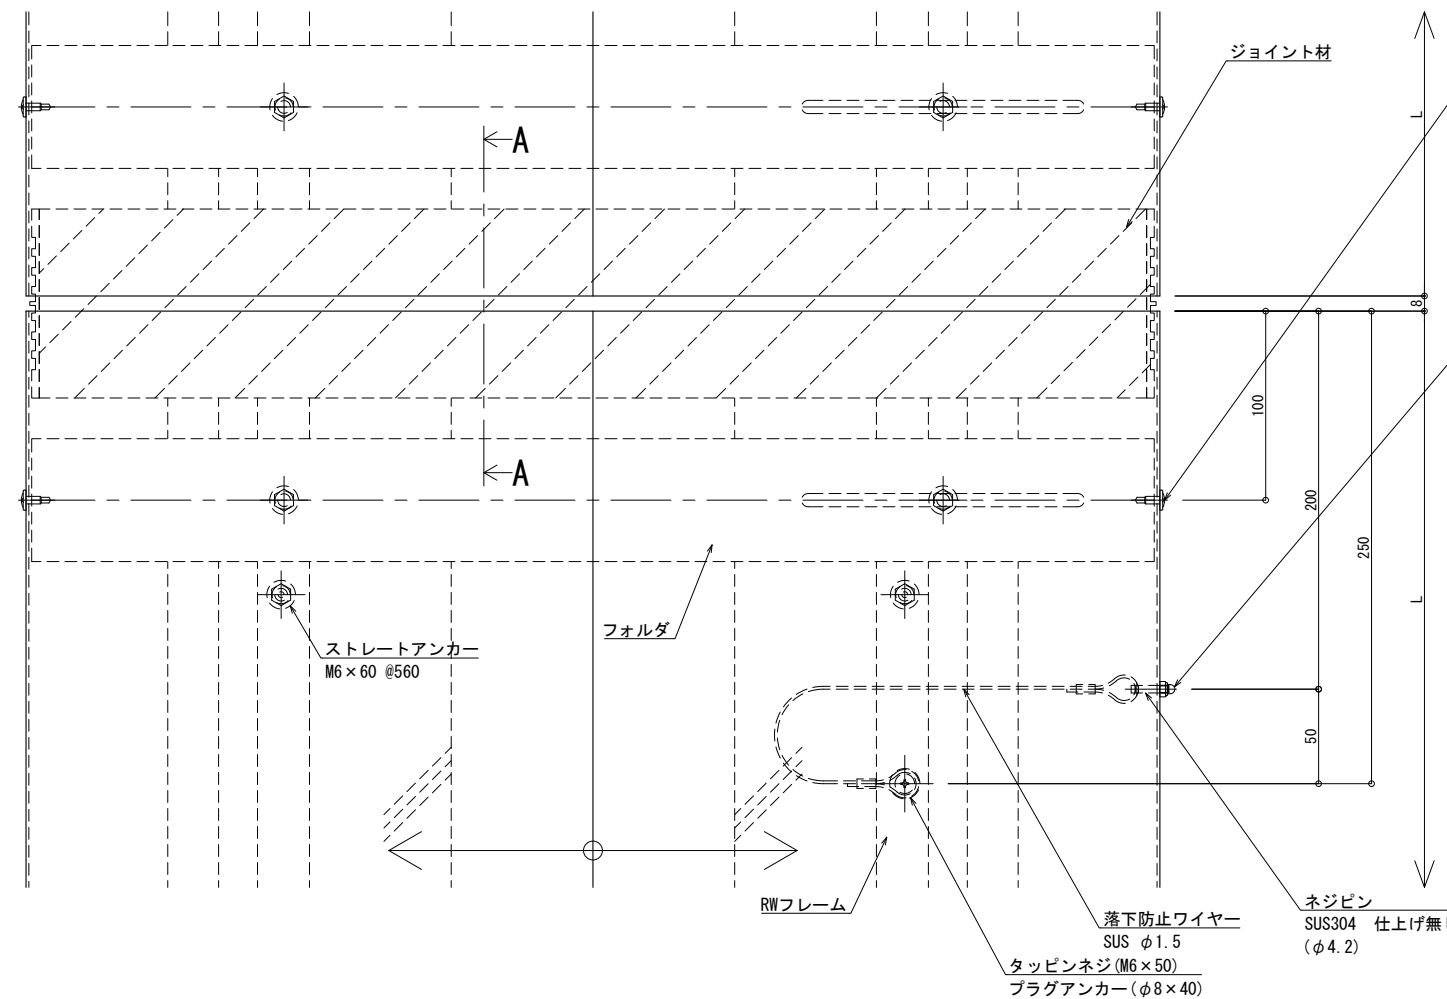 ジョイント材
L
A
8
100
A
200
250
L
フォルダ
ストレートアンカー
M6×60 @560
50
RWフレーム
落下防止ワイヤー
SUS φ1.5
ネジピン
SUS304 仕上げ無し
(φ4.2)
タッピンネジ(M6×50)
プラグアンカー(φ8×40)